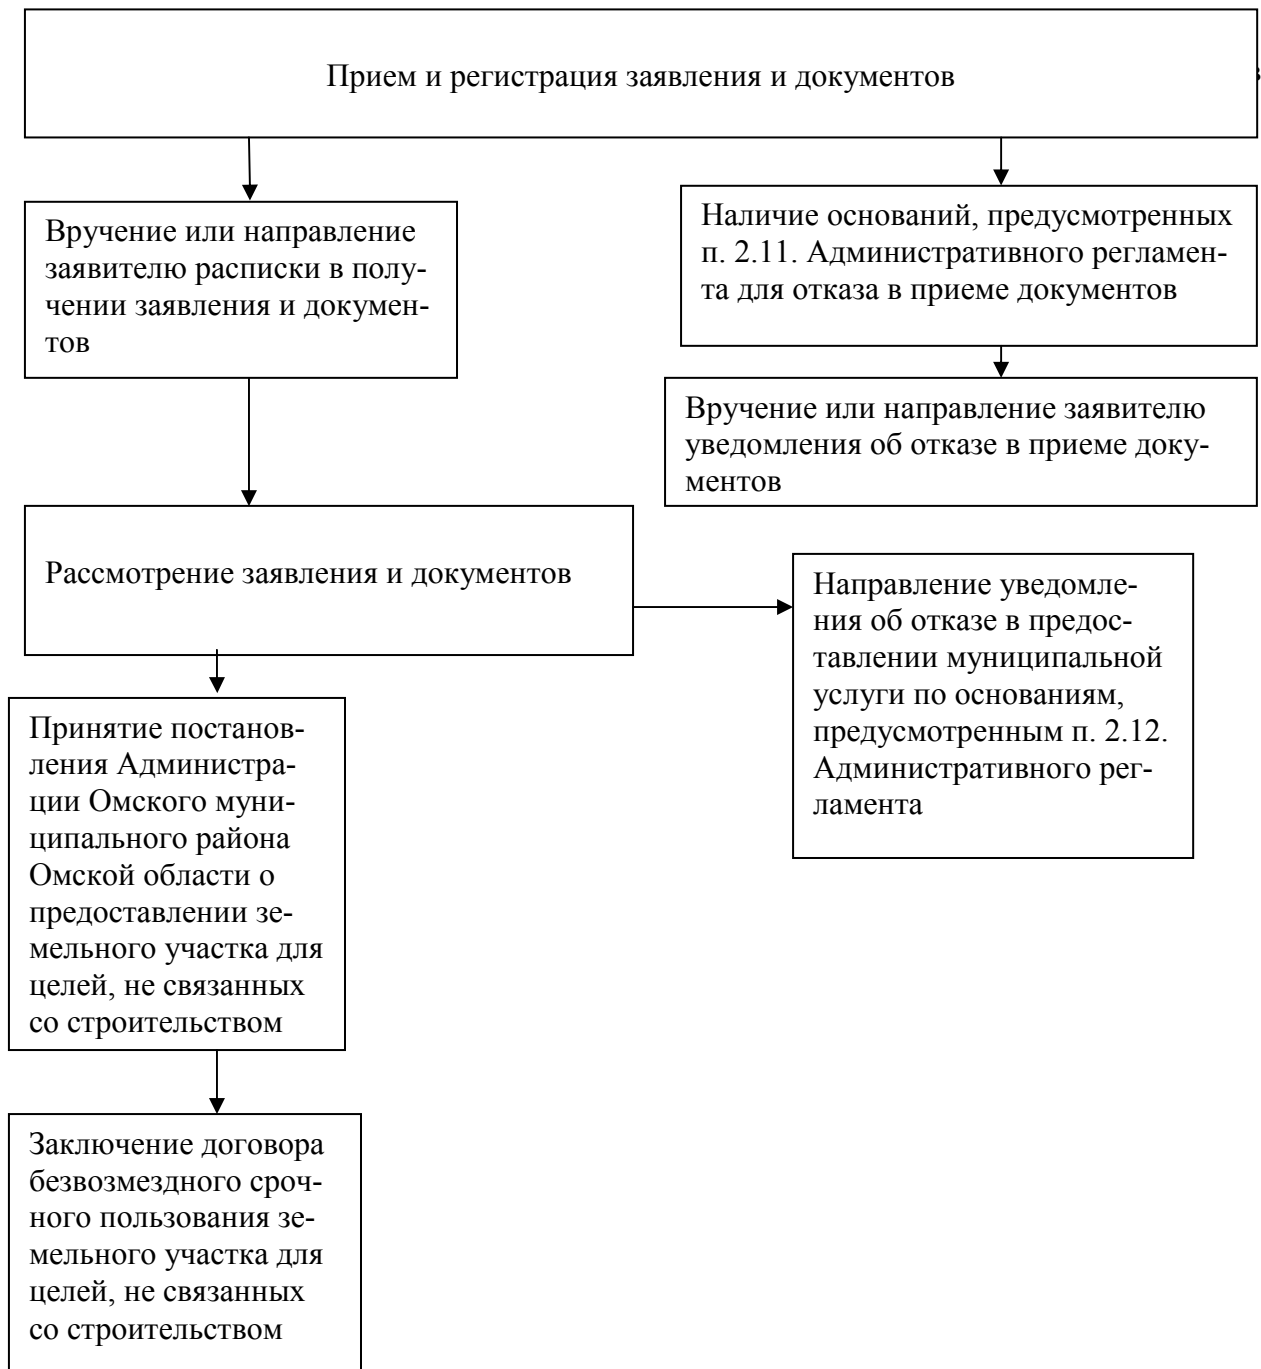 Прием и регистрация заявления и документов
Вручение или направление
заявителю расписки в полу-
чении заявления и докумен-
тов
Наличие оснований, предусмотренных
п. 2.11. Административного регламен-
та для отказа в приеме документов
Вручение или направление заявителю
уведомления об отказе в приеме доку-
ментов
Рассмотрение заявления и документов
Направление уведомле-
ния об отказе в предос-
тавлении муниципальной
услуги по основаниям,
предусмотренным п. 2.12.
Административного рег-
ламента
Принятие постанов-
ления Администра-
ции Омского муни-
ципального района
Омской области о
предоставлении зе-
мельного участка для
целей, не связанных
со строительством
Заключение договора
безвозмездного сроч-
ного пользования зе-
мельного участка для
целей, не связанных
со строительством